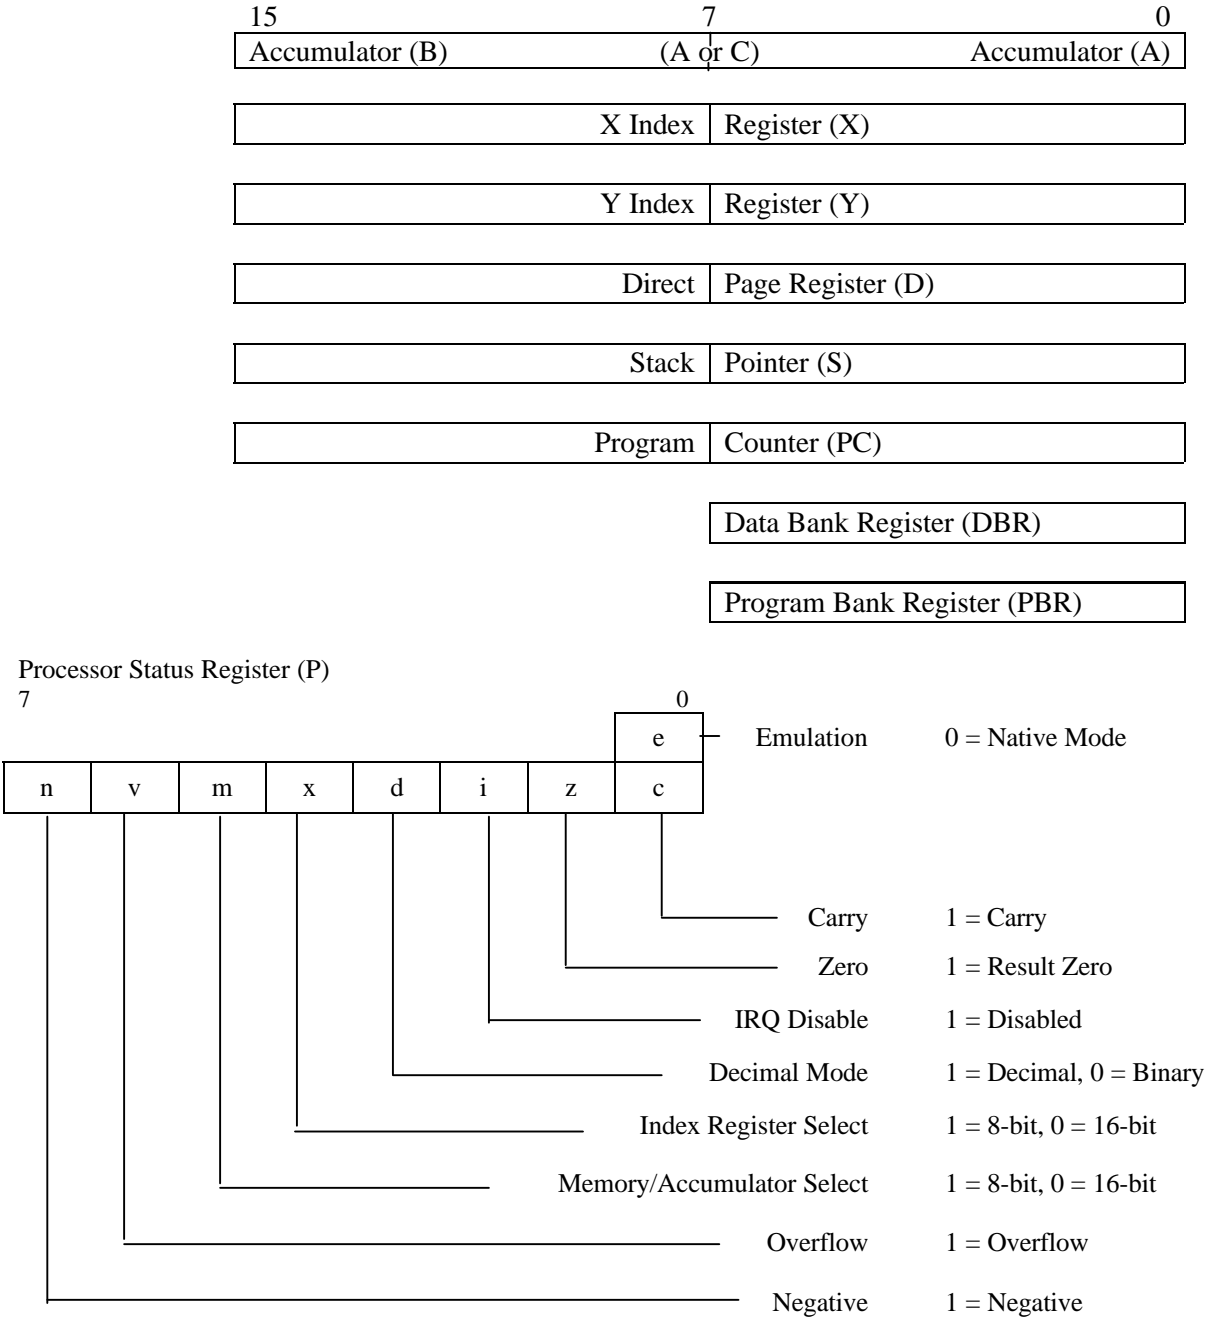 15 7 0
Accumulator (B) (A or C) Accumulator (A)
X Index Register (X)
Y Index Register (Y)
Direct Page Register (D)
Stack Pointer (S)
Program Counter (PC)
Data Bank Register (DBR)
Program Bank Register (PBR)
Processor Status Register (P)
7 0
e Emulation 0 = Native Mode
n v m x d i z c
Carry 1 = Carry
Zero 1 = Result Zero
IRQ Disable 1 = Disabled
Decimal Mode 1 = Decimal, 0 = Binary
Index Register Select 1 = 8-bit, 0 = 16-bit
Memory/Accumulator Select 1 = 8-bit, 0 = 16-bit
Overflow 1 = Overflow
Negative 1 = Negative